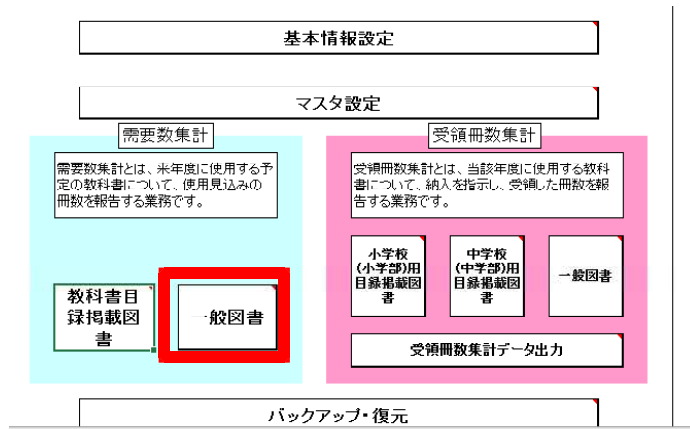 基本情報設定
マスタ設定
需要数集計
需要数集計とは、来年度に使用する予
定の教科書について、使用見込みの
冊数を報告する業務です。
教科書目
録掲載図
書
一般図書
受領冊数集計
受領冊数集計とは、当該年度に使用する教科
書について、納入を指示し、受領した冊数を報
告する業務です。
小学校
(小学部)用
目録掲載図
書
中学校
(中学部)用
目録掲載図
書
一般図書
受領冊数集計データ出力
バックアップ・復元